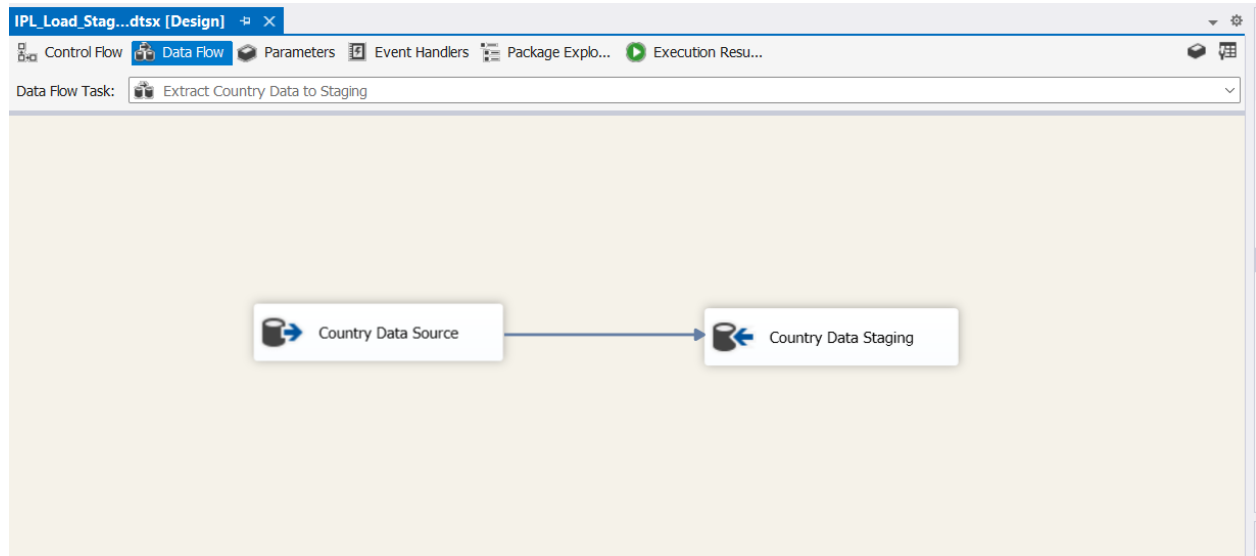 IPL_Load_Stag...dtsx [Design]
Control Flow Data Flow Parameters Event Handlers Package Explo... Execution Resu...
Data Flow Task: Extract Country Data to Staging
Country Data Source
Country Data Staging